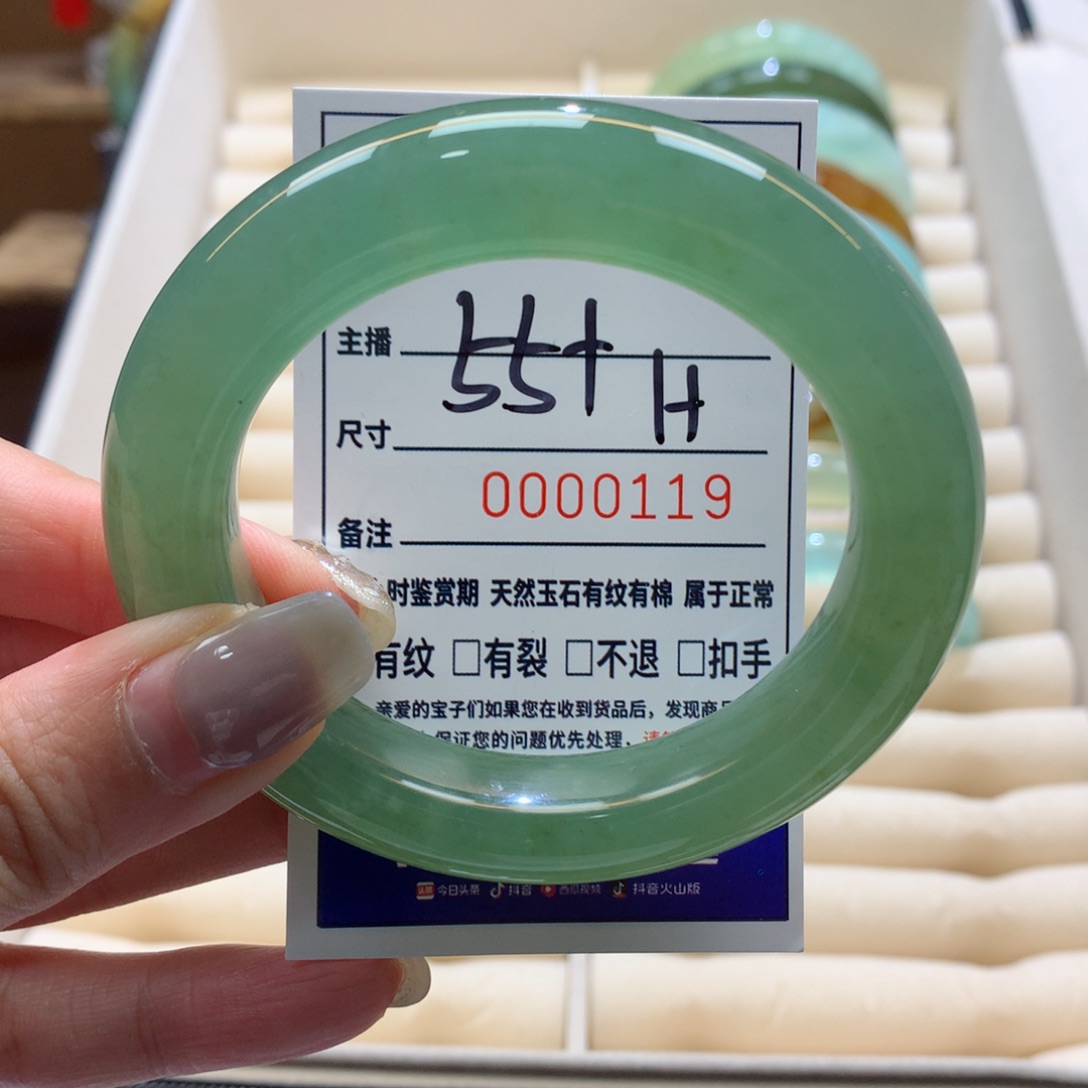 主播 55+
尺寸 H
0000119
备注
时鉴赏期 天然玉石有纹有棉 属于正常
有纹 □有裂 □不退 □扣手
亲爱的宝子们如果您在收到货品后，发现商
保证您的问题优先处理，
今日头条 抖音 西瓜视频 抖音火山版